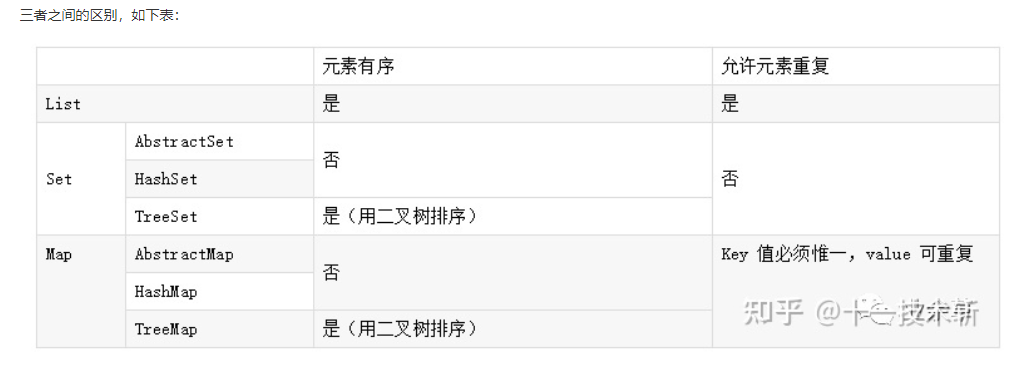 三者之间的区别，如下表：
元素有序 允许元素重复
List 是 是
AbstractSet
否
Set HashSet 否
TreeSet 是（用二叉树排序）
Map AbstractMap Key 值必须惟一，value 可重复
否
HashMap
TreeMap 是（用二叉树排序）
知乎 @十一技术斩